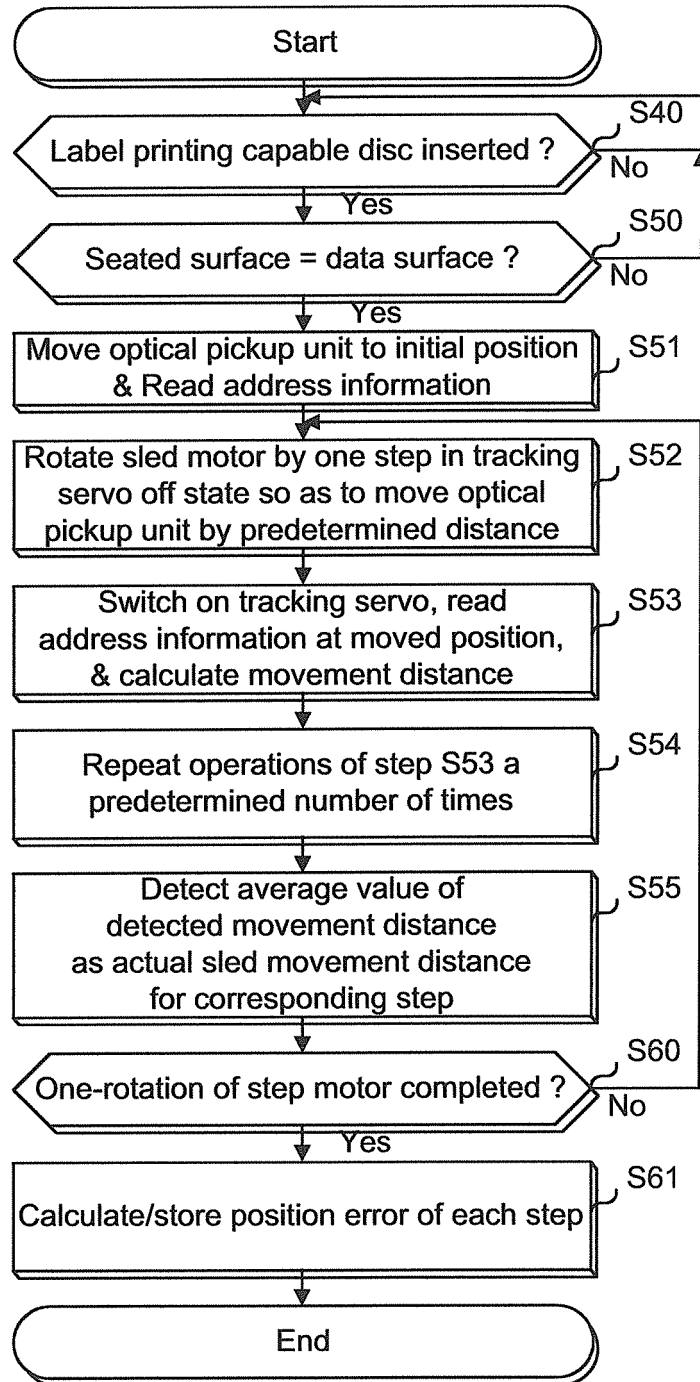 Start
S40
Label printing capable disc inserted ?
No
Yes
S50
Seated surface = data surface ?
No
Yes
S51
Move optical pickup unit to initial position
& Read address information
S52
Rotate sled motor by one step in tracking
servo off state so as to move optical
pickup unit by predetermined distance
S53
Switch on tracking servo, read
address information at moved position,
& calculate movement distance
S54
Repeat operations of step S53 a
predetermined number of times
S55
Detect average value of
detected movement distance
as actual sled movement distance
for corresponding step
S60
One-rotation of step motor completed ?
No
Yes
S61
Calculate/store position error of each step
End